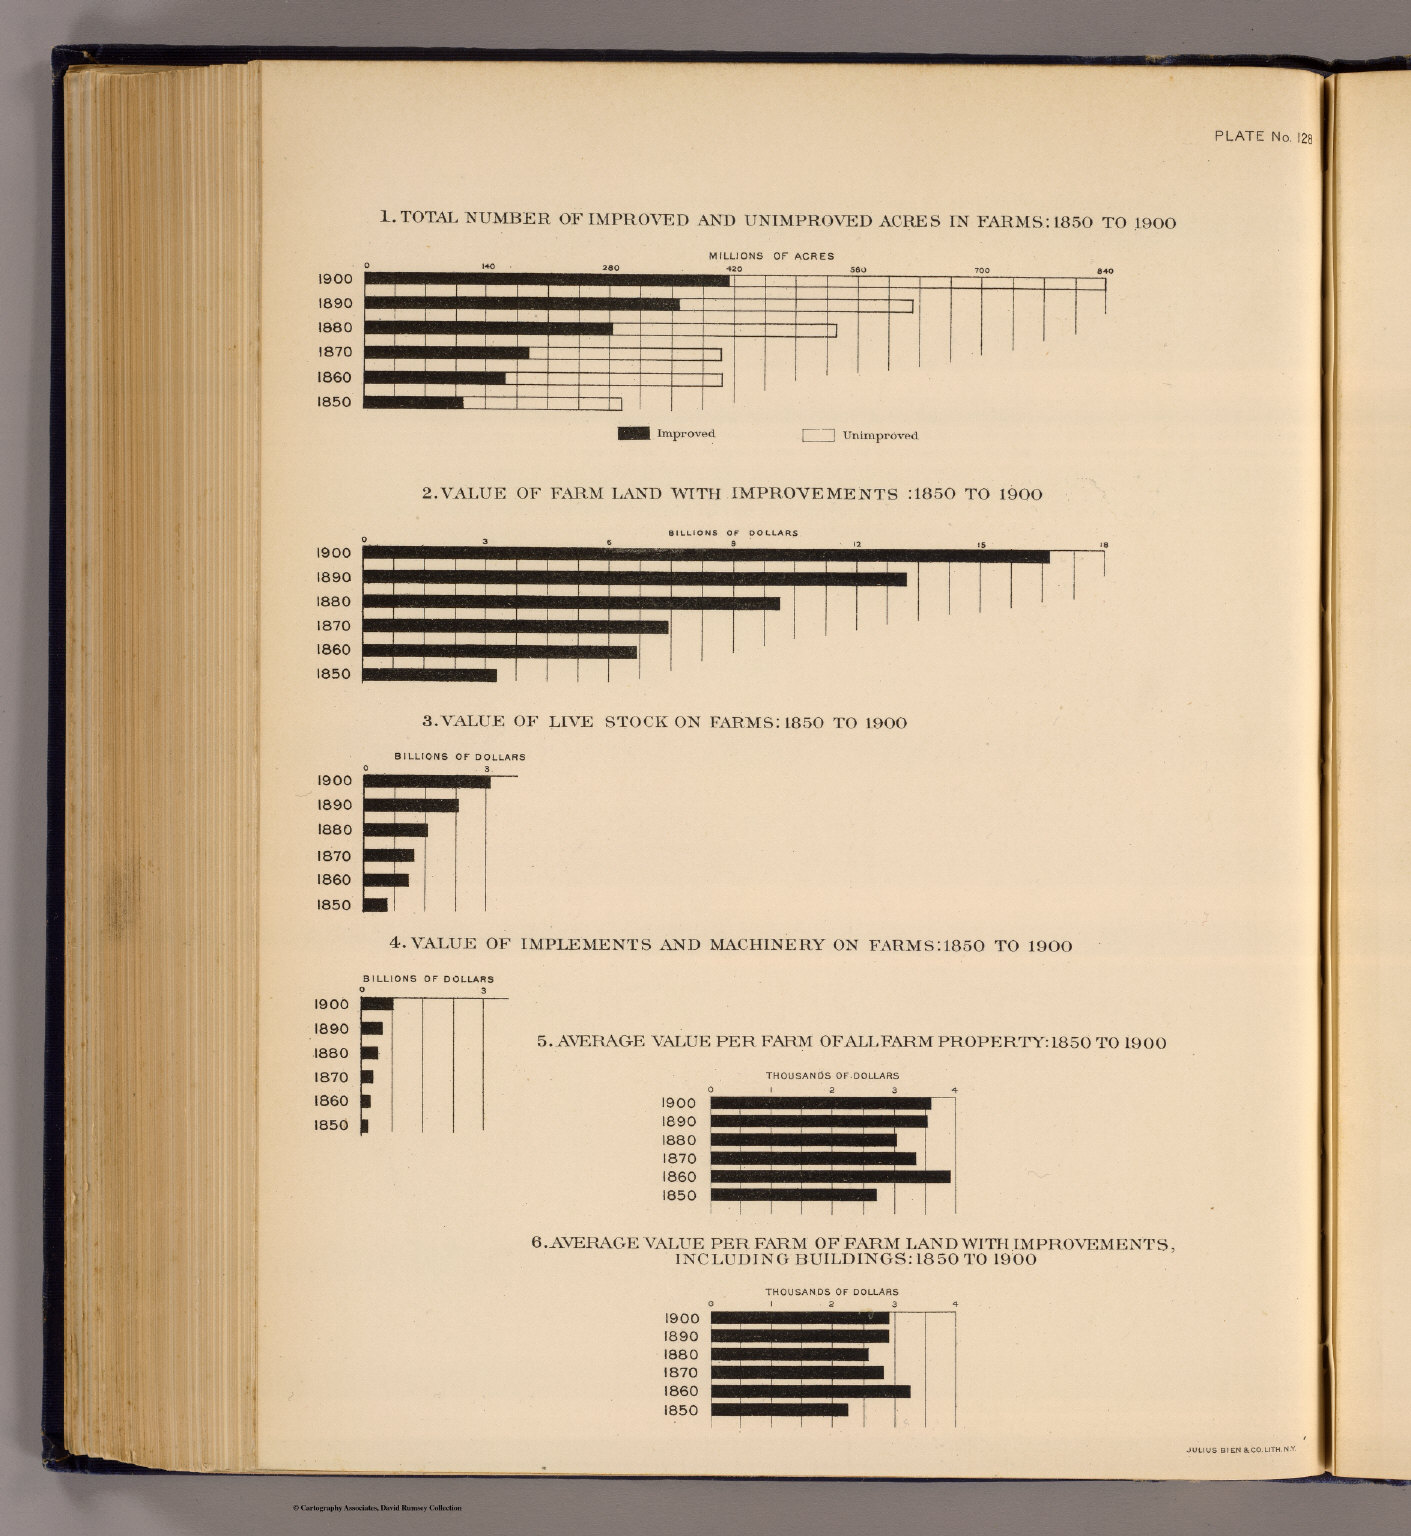 PLATE No. 128
1. TOTAL NUMBER OF IMPROVED AND UNIMPROVED ACRES IN FARMS: 1850 TO 1900
MILLIONS OF ACRES
0 140 280 420 560 700 840
1900
1890
1880
1870
1860
1850
Improved Unimproved
2. VALUE OF FARM LAND WITH IMPROVEMENTS : 1850 TO 1900
BILLIONS OF DOLLARS
0 3 6 9 12 15 18
1900
1890
1880
1870
1860
1850
3. VALUE OF LIVE STOCK ON FARMS: 1850 TO 1900
BILLIONS OF DOLLARS
0 3
1900
1890
1880
1870
1860
1850
4. VALUE OF IMPLEMENTS AND MACHINERY ON FARMS: 1850 TO 1900
BILLIONS OF DOLLARS
0 3
1900
1890
1880
1870
1860
1850
5. AVERAGE VALUE PER FARM OF ALL FARM PROPERTY: 1850 TO 1900
THOUSANDS OF DOLLARS
0 1 2 3 4
1900
1890
1880
1870
1860
1850
6. AVERAGE VALUE PER FARM OF FARM LAND WITH IMPROVEMENTS,
INCLUDING BUILDINGS: 1850 TO 1900
THOUSANDS OF DOLLARS
0 1 2 3 4
1900
1890
1880
1870
1860
1850
JULIUS BIEN & CO. LITH. N.Y.
© Cartography Associates, David Rumsey Collection